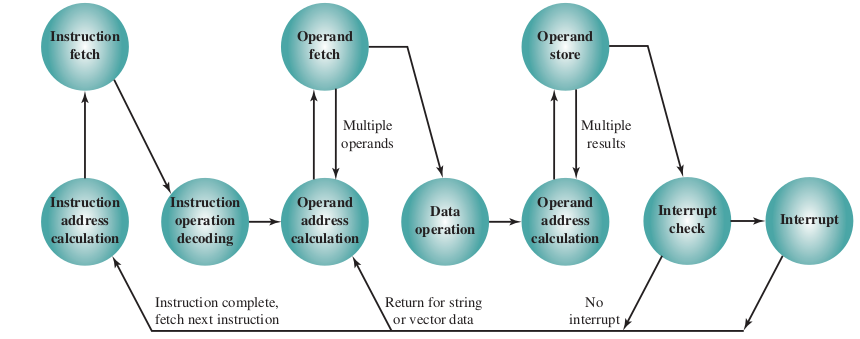 Instruction
fetch
Operand
fetch
Operand
store
Multiple
operands
Multiple
results
Instruction
address
calculation
Instruction
operation
decoding
Operand
address
calculation
Data
operation
Operand
address
calculation
Interrupt
check
Interrupt
Instruction complete,
fetch next instruction
Return for string
or vector data
No
interrupt